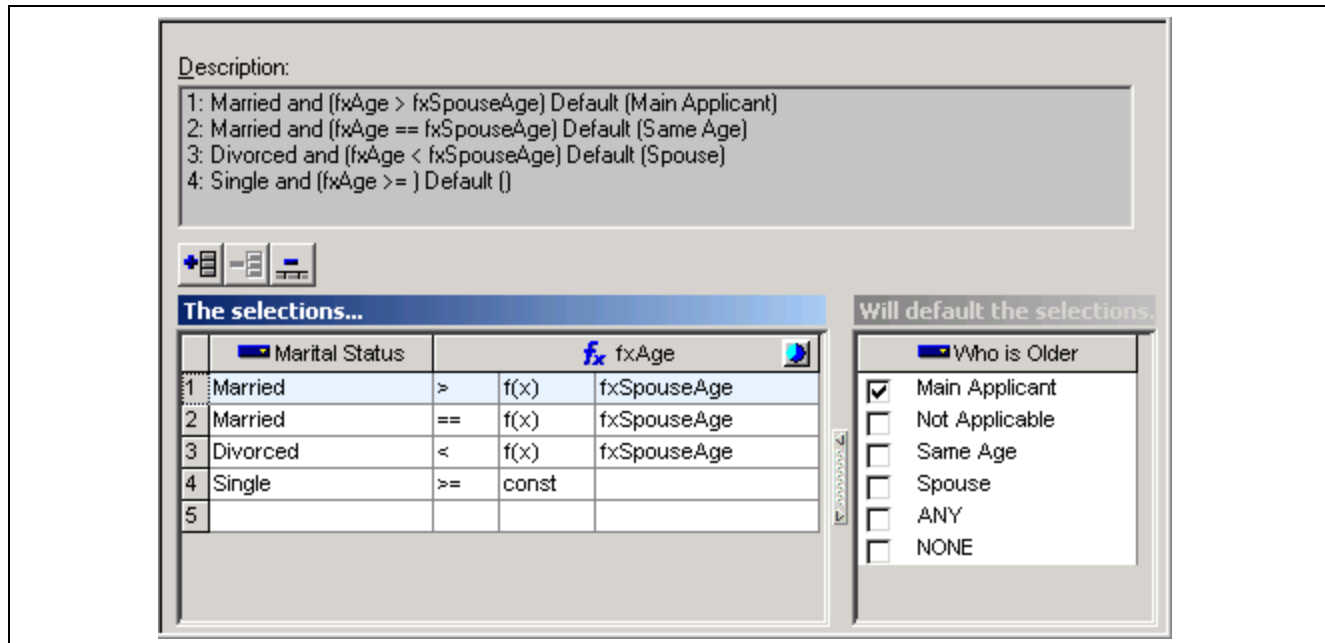 Description:
1: Married and (fxAge > fxSpouseAge) Default (Main Applicant)
2: Married and (fxAge == fxSpouseAge) Default (Same Age)
3: Divorced and (fxAge < fxSpouseAge) Default (Spouse)
4: Single and (fxAge >= ) Default ()
The selections...
Marital Status fx fxAge
1 Married > f(x) fxSpouseAge
2 Married == f(x) fxSpouseAge
3 Divorced < f(x) fxSpouseAge
4 Single >= const
5
Will default the selections.
Who is Older
Main Applicant
Not Applicable
Same Age
Spouse
ANY
NONE